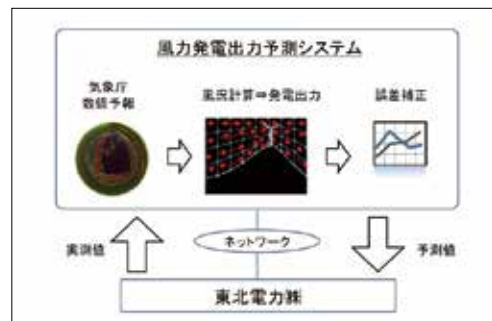 風力発電出力予測システム
気象庁
数値予報
風況計算⇒発電出力
誤差補正
実測値
ネットワーク
予測値
東北電力㈱